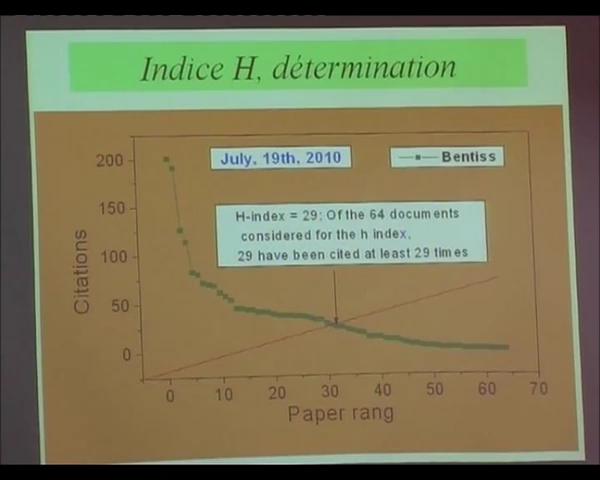 Indice H, détermination
July, 19th, 2010
Bentiss
H-index = 29: Of the 64 documents
considered for the h index,
29 have been cited at least 29 times
Citations
200
150
100
50
0
0 10 20 30 40 50 60 70
Paper rang